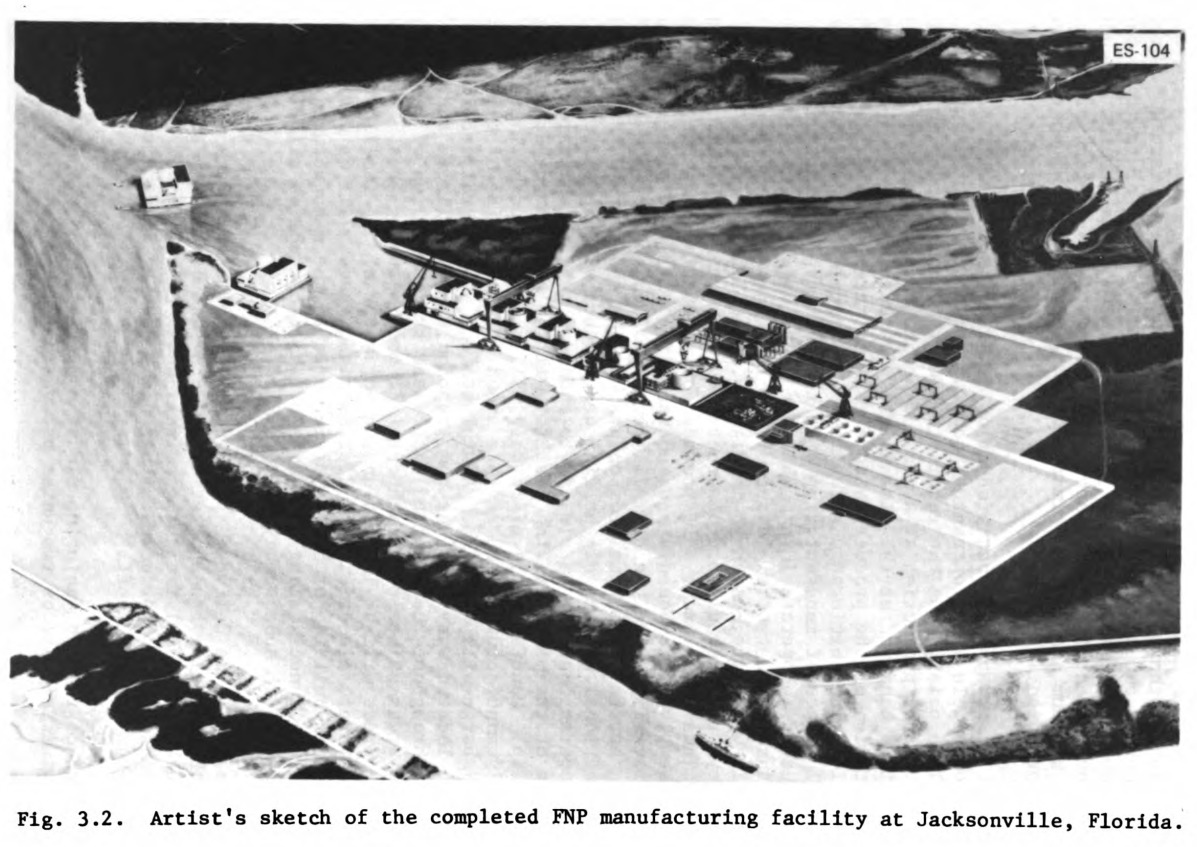 ES-104
Fig. 3.2. Artist's sketch of the completed FNP manufacturing facility at Jacksonville, Florida.